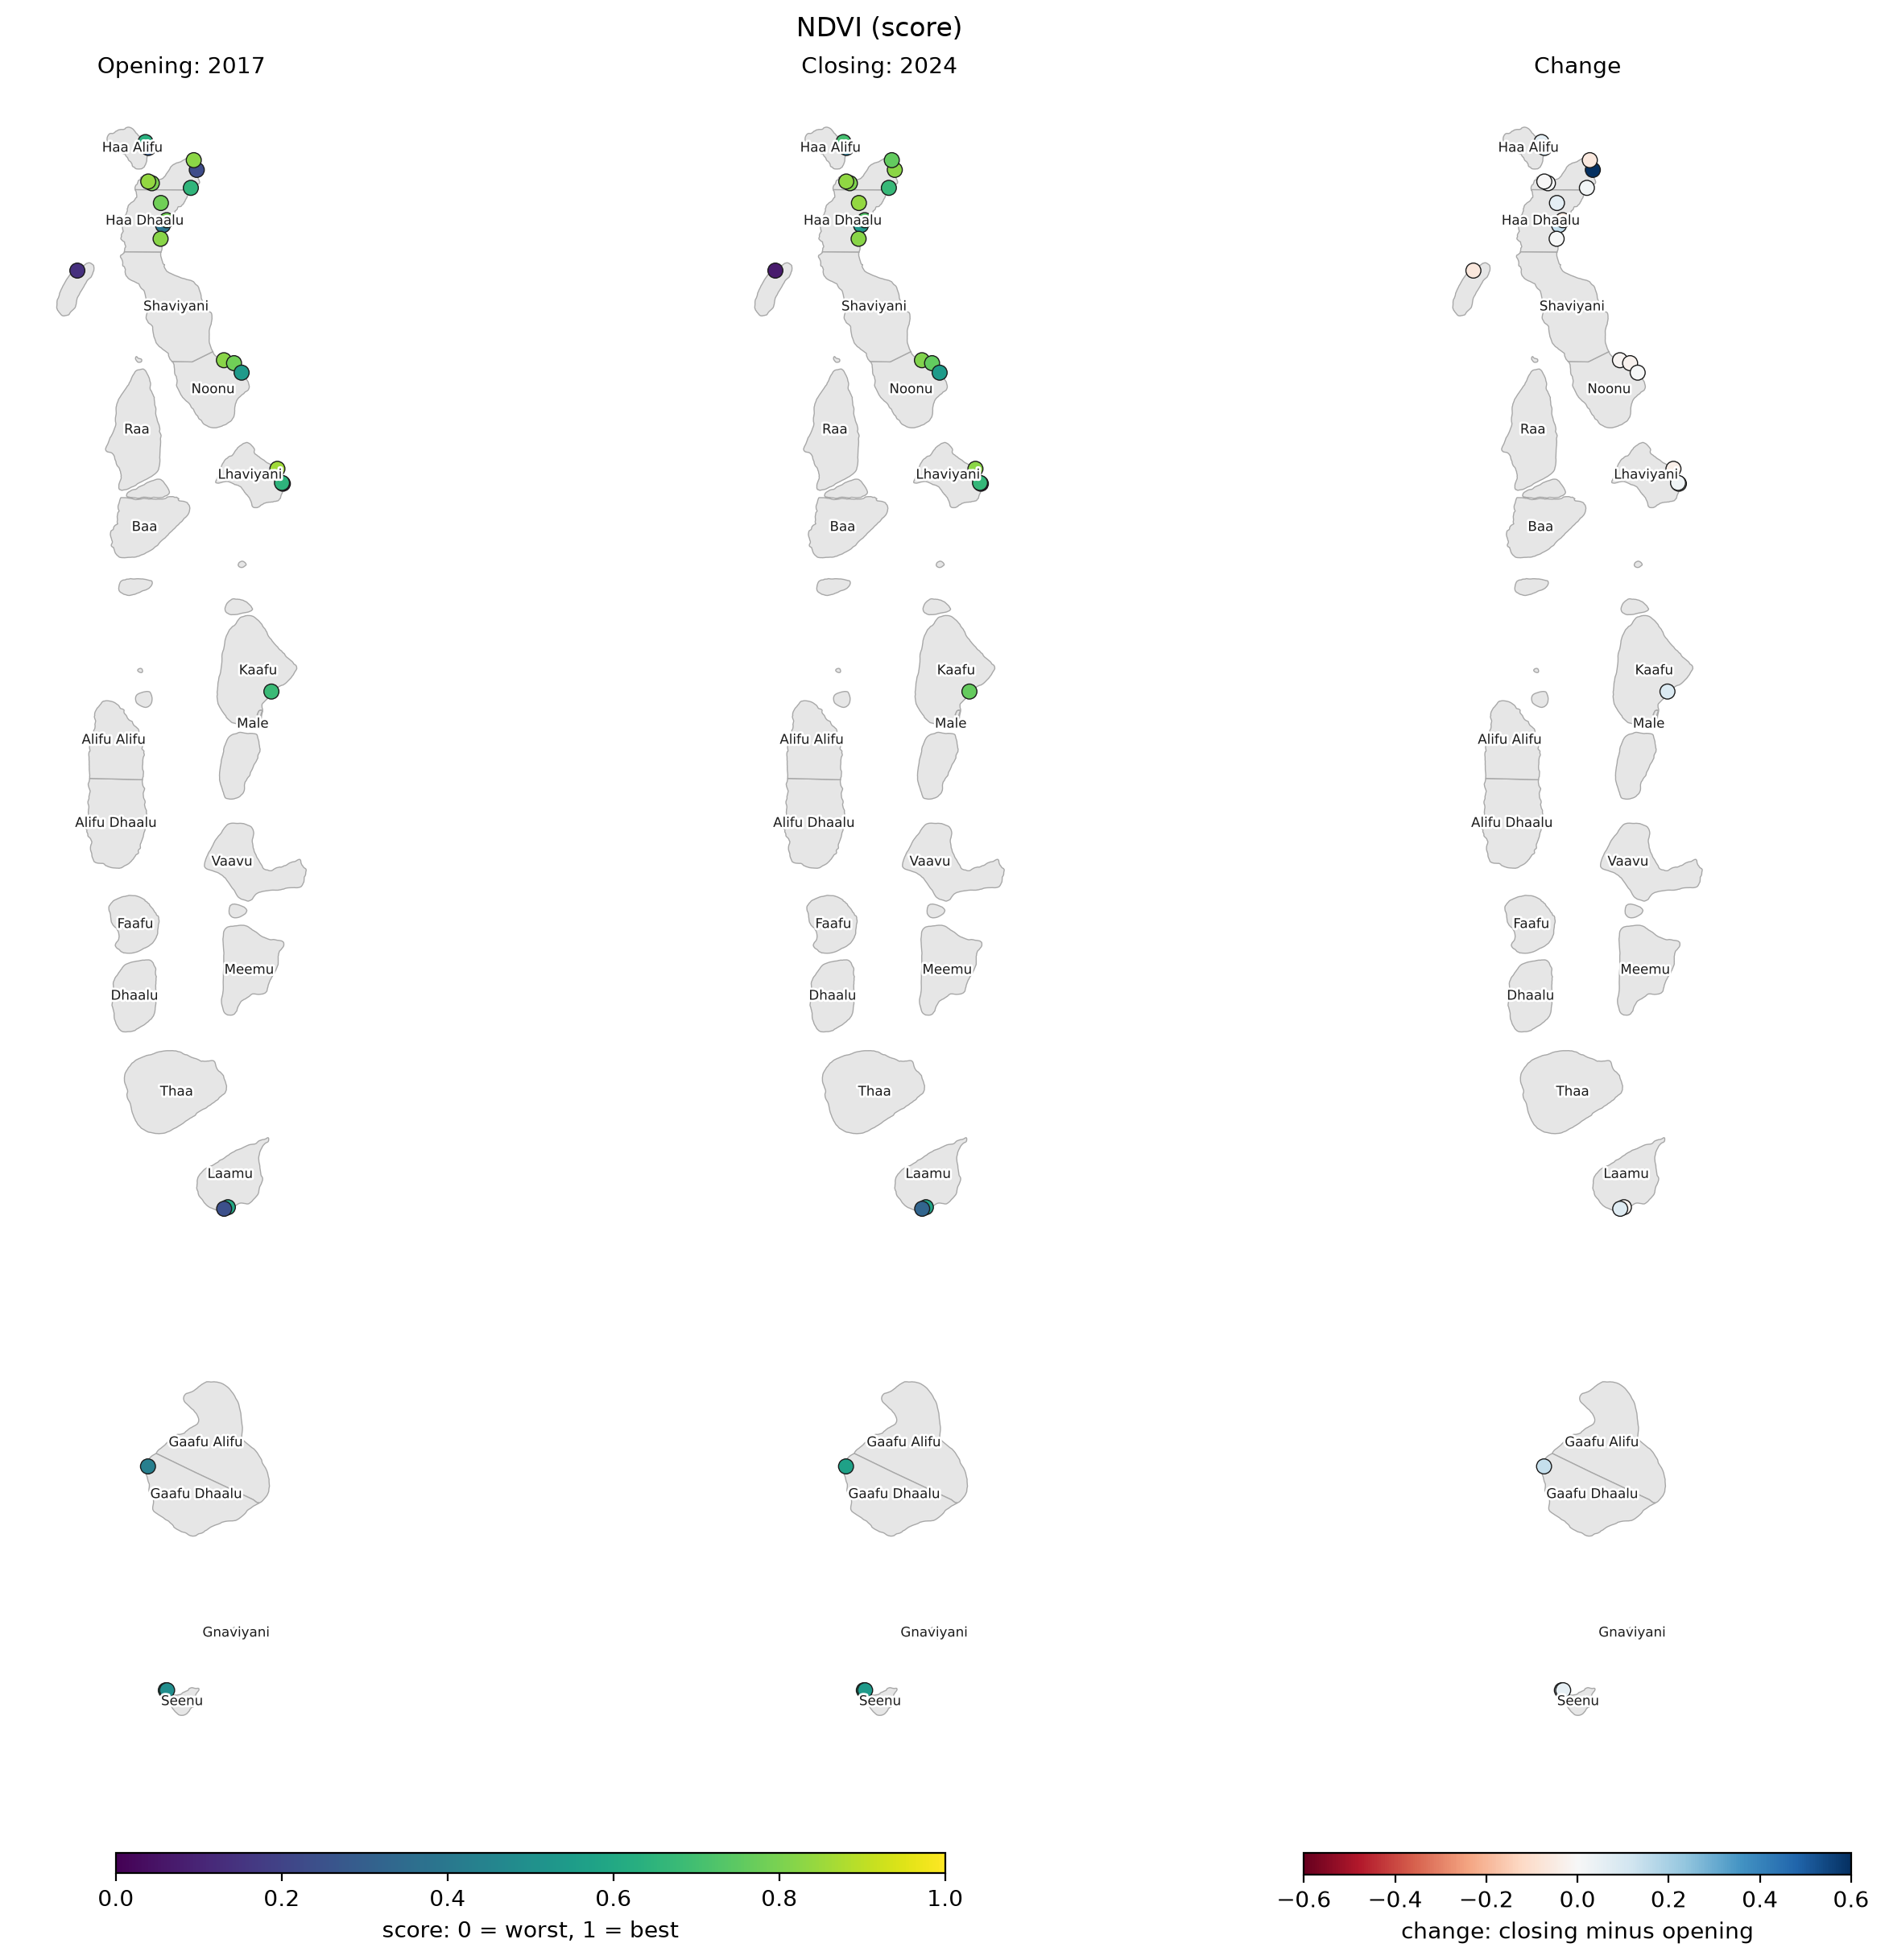 NDVI (score)
Opening: 2017
Closing: 2024
Change
Haa Alifu
Haa Dhaalu
Shaviyani
Noonu
Raa
Lhaviyani
Baa
Kaafu
Male
Alifu Alifu
Alifu Dhaalu
Vaavu
Faafu
Meemu
Dhaalu
Thaa
Laamu
Gaafu Alifu
Gaafu Dhaalu
Gnaviyani
Seenu
Haa Alifu
Haa Dhaalu
Shaviyani
Noonu
Raa
Lhaviyani
Baa
Kaafu
Male
Alifu Alifu
Alifu Dhaalu
Vaavu
Faafu
Meemu
Dhaalu
Thaa
Laamu
Gaafu Alifu
Gaafu Dhaalu
Gnaviyani
Seenu
Haa Alifu
Haa Dhaalu
Shaviyani
Noonu
Raa
Lhaviyani
Baa
Kaafu
Male
Alifu Alifu
Alifu Dhaalu
Vaavu
Faafu
Meemu
Dhaalu
Thaa
Laamu
Gaafu Alifu
Gaafu Dhaalu
Gnaviyani
Seenu
0.0 0.2 0.4 0.6 0.8 1.0
score: 0 = worst, 1 = best
−0.6 −0.4 −0.2 0.0 0.2 0.4 0.6
change: closing minus opening